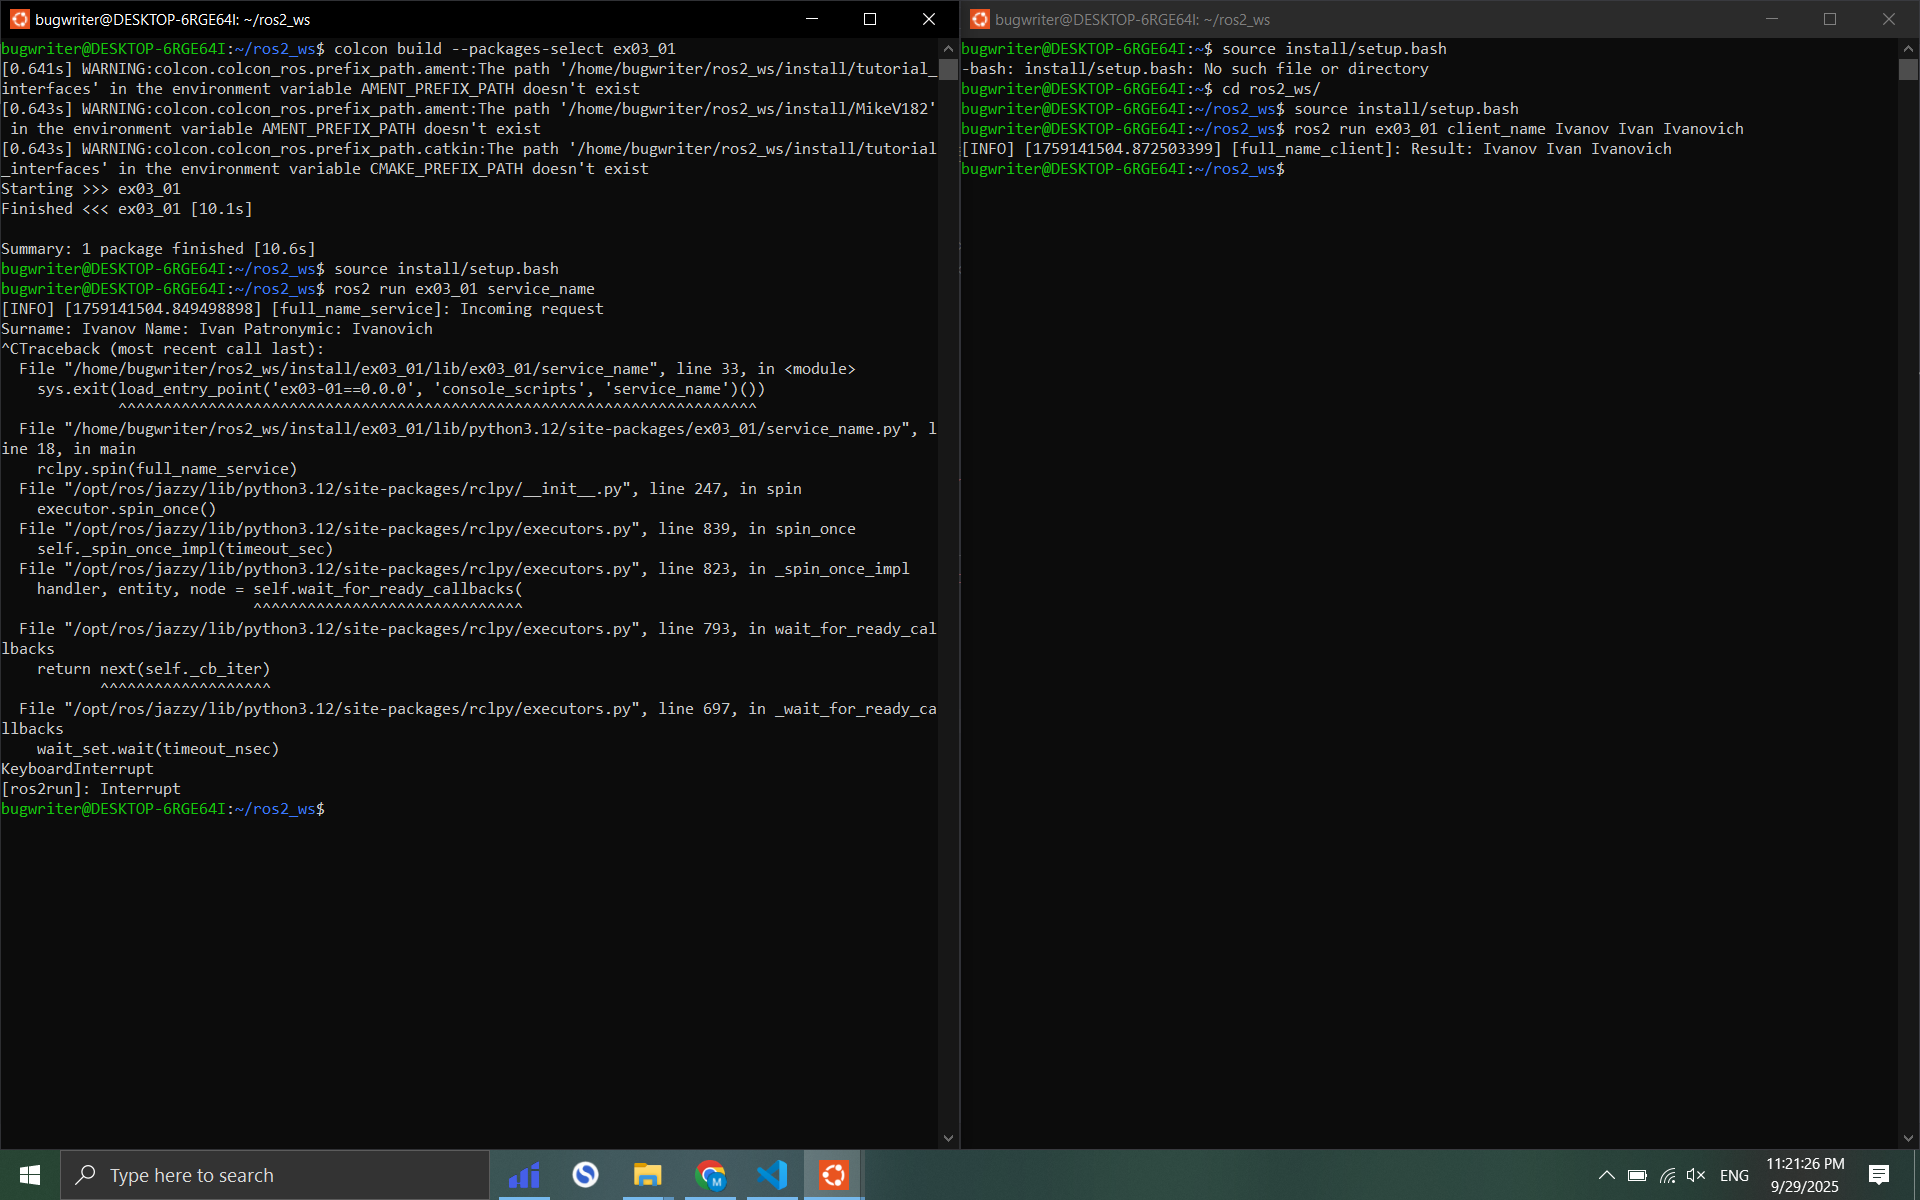 bugwriter@DESKTOP-6RGE64I: ~/ros2_ws
bugwriter@DESKTOP-6RGE64I:~/ros2_ws$ colcon build --packages-select ex03_01
[0.641s] WARNING:colcon.colcon_ros.prefix_path.ament:The path '/home/bugwriter/ros2_ws/install/tutorial_
interfaces' in the environment variable AMENT_PREFIX_PATH doesn't exist
[0.643s] WARNING:colcon.colcon_ros.prefix_path.ament:The path '/home/bugwriter/ros2_ws/install/MikeV182'
 in the environment variable AMENT_PREFIX_PATH doesn't exist
[0.643s] WARNING:colcon.colcon_ros.prefix_path.catkin:The path '/home/bugwriter/ros2_ws/install/tutorial
_interfaces' in the environment variable CMAKE_PREFIX_PATH doesn't exist
Starting >>> ex03_01
Finished <<< ex03_01 [10.1s]

Summary: 1 package finished [10.6s]
bugwriter@DESKTOP-6RGE64I:~/ros2_ws$ source install/setup.bash
bugwriter@DESKTOP-6RGE64I:~/ros2_ws$ ros2 run ex03_01 service_name
[INFO] [1759141504.849498898] [full_name_service]: Incoming request
Surname: Ivanov Name: Ivan Patronymic: Ivanovich
^CTraceback (most recent call last):
  File "/home/bugwriter/ros2_ws/install/ex03_01/lib/ex03_01/service_name", line 33, in <module>
    sys.exit(load_entry_point('ex03-01==0.0.0', 'console_scripts', 'service_name')())
             ^^^^^^^^^^^^^^^^^^^^^^^^^^^^^^^^^^^^^^^^^^^^^^^^^^^^^^^^^^^^^^^^^^^^^^^
  File "/home/bugwriter/ros2_ws/install/ex03_01/lib/python3.12/site-packages/ex03_01/service_name.py", l
ine 18, in main
    rclpy.spin(full_name_service)
  File "/opt/ros/jazzy/lib/python3.12/site-packages/rclpy/__init__.py", line 247, in spin
    executor.spin_once()
  File "/opt/ros/jazzy/lib/python3.12/site-packages/rclpy/executors.py", line 839, in spin_once
    self._spin_once_impl(timeout_sec)
  File "/opt/ros/jazzy/lib/python3.12/site-packages/rclpy/executors.py", line 823, in _spin_once_impl
    handler, entity, node = self.wait_for_ready_callbacks(
                            ^^^^^^^^^^^^^^^^^^^^^^^^^^^^^^
  File "/opt/ros/jazzy/lib/python3.12/site-packages/rclpy/executors.py", line 793, in wait_for_ready_cal
lbacks
    return next(self._cb_iter)
           ^^^^^^^^^^^^^^^^^^^
  File "/opt/ros/jazzy/lib/python3.12/site-packages/rclpy/executors.py", line 697, in _wait_for_ready_ca
llbacks
    wait_set.wait(timeout_nsec)
KeyboardInterrupt
[ros2run]: Interrupt
bugwriter@DESKTOP-6RGE64I:~/ros2_ws$
bugwriter@DESKTOP-6RGE64I: ~/ros2_ws
bugwriter@DESKTOP-6RGE64I:~$ source install/setup.bash
-bash: install/setup.bash: No such file or directory
bugwriter@DESKTOP-6RGE64I:~$ cd ros2_ws/
bugwriter@DESKTOP-6RGE64I:~/ros2_ws$ source install/setup.bash
bugwriter@DESKTOP-6RGE64I:~/ros2_ws$ ros2 run ex03_01 client_name Ivanov Ivan Ivanovich
[INFO] [1759141504.872503399] [full_name_client]: Result: Ivanov Ivan Ivanovich
bugwriter@DESKTOP-6RGE64I:~/ros2_ws$
Type here to search
M
ENG
11:21:26 PM
9/29/2025